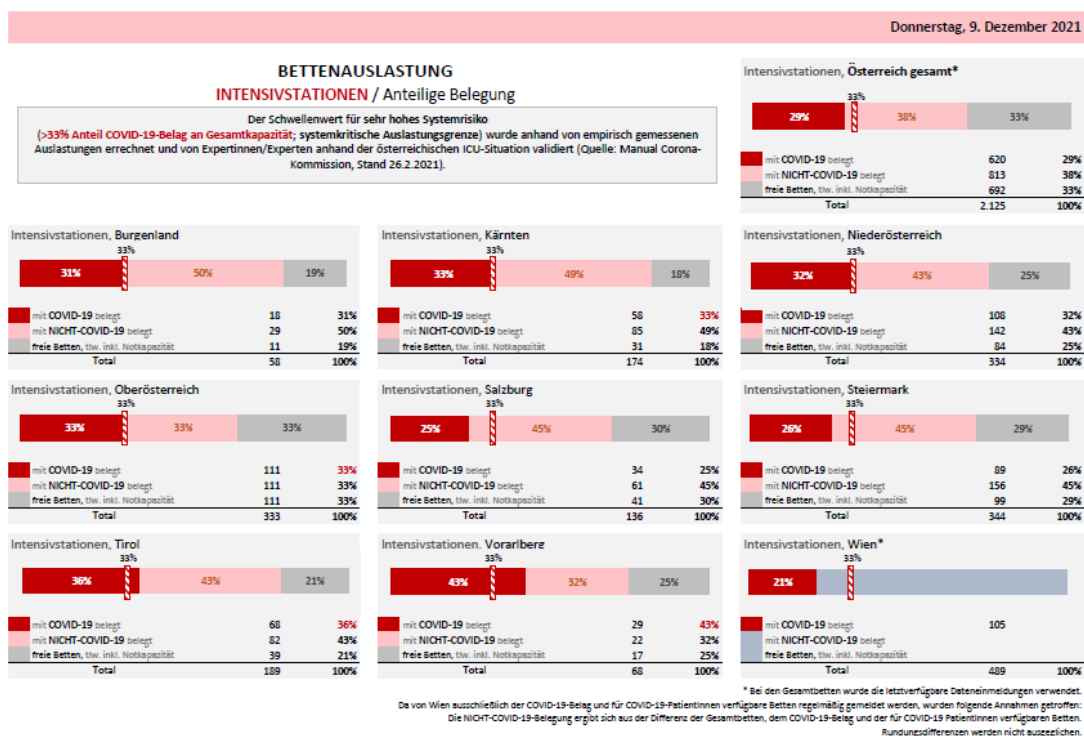 Donnerstag, 9. Dezember 2021
BETTENAUSLASTUNG
INTENSIVSTATIONEN / Anteilige Belegung
Der Schwellenwert für sehr hohes Systemrisiko
(>33% Anteil COVID-19-Belag an Gesamtkapazität; systemkritische Auslastungsgrenze) wurde anhand von empirisch gemessenen
Auslastungen errechnet und von Expertinnen/Experten anhand der österreichischen ICU-Situation validiert (Quelle: Manual Corona-
Kommission, Stand 26.2.2021).
Intensivstationen, Österreich gesamt*
33%
29% 38% 33%
mit COVID-19 belegt 620 29%
mit NICHT-COVID-19 belegt 813 38%
freie Betten, tlw. inkl. Notkapazität 692 33%
Total 2.125 100%
Intensivstationen, Burgenland
33%
31% 50% 19%
mit COVID-19 belegt 18 31%
mit NICHT-COVID-19 belegt 29 50%
freie Betten, tlw. inkl. Notkapazität 11 19%
Total 58 100%
Intensivstationen, Kärnten
33%
33% 49% 18%
mit COVID-19 belegt 58 33%
mit NICHT-COVID-19 belegt 85 49%
freie Betten, tlw. inkl. Notkapazität 31 18%
Total 174 100%
Intensivstationen, Niederösterreich
33%
32% 43% 25%
mit COVID-19 belegt 108 32%
mit NICHT-COVID-19 belegt 142 43%
freie Betten, tlw. inkl. Notkapazität 84 25%
Total 334 100%
Intensivstationen, Oberösterreich
33%
33% 33% 33%
mit COVID-19 belegt 111 33%
mit NICHT-COVID-19 belegt 111 33%
freie Betten, tlw. inkl. Notkapazität 111 33%
Total 333 100%
Intensivstationen, Salzburg
33%
25% 45% 30%
mit COVID-19 belegt 34 25%
mit NICHT-COVID-19 belegt 61 45%
freie Betten, tlw. inkl. Notkapazität 41 30%
Total 136 100%
Intensivstationen, Steiermark
33%
26% 45% 29%
mit COVID-19 belegt 89 26%
mit NICHT-COVID-19 belegt 156 45%
freie Betten, tlw. inkl. Notkapazität 99 29%
Total 344 100%
Intensivstationen, Tirol
33%
36% 43% 21%
mit COVID-19 belegt 68 36%
mit NICHT-COVID-19 belegt 82 43%
freie Betten, tlw. inkl. Notkapazität 39 21%
Total 189 100%
Intensivstationen, Vorarlberg
33%
43% 32% 25%
mit COVID-19 belegt 29 43%
mit NICHT-COVID-19 belegt 22 32%
freie Betten, tlw. inkl. Notkapazität 17 25%
Total 68 100%
Intensivstationen, Wien*
33%
21%
mit COVID-19 belegt 105
mit NICHT-COVID-19 belegt
freie Betten, tlw. inkl. Notkapazität
Total 489 100%
* Bei den Gesamtbetten wurde die letztverfügbare Dateneinmeldungen verwendet.
Da von Wien ausschließlich der COVID-19-Belag und für COVID-19-PatientInnen verfügbare Betten regelmäßig gemeldet werden, wurden folgende Annahmen getroffen:
Die NICHT-COVID-19-Belegung ergibt sich aus der Differenz der Gesamtbetten, dem COVID-19-Belag und der für COVID-19 PatientInnen verfügbaren Betten.
Rundungsdifferenzen werden nicht ausgeglichen.